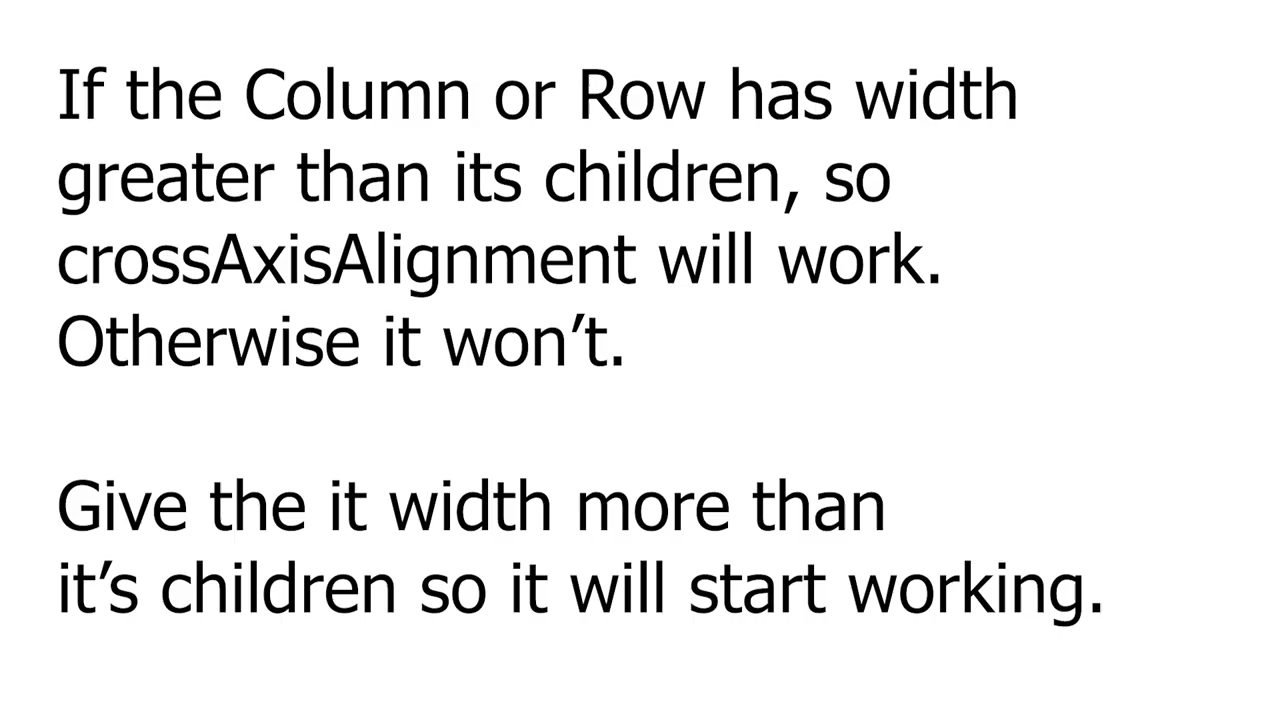 If the Column or Row has width
greater than its children, so
crossAxisAlignment will work.
Otherwise it won’t.
Give the it width more than
it’s children so it will start working.